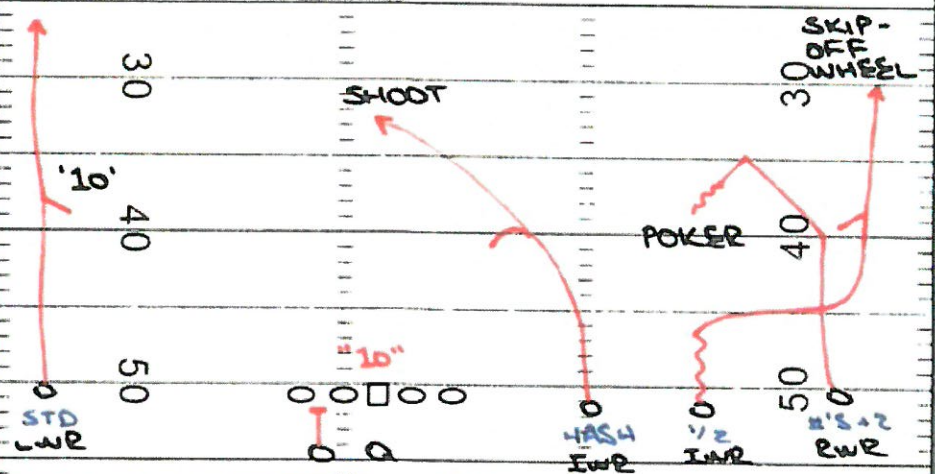 SKIP-
OFF
WHEEL
30
30
SHOOT
'10'
40
POKER
40
"10"
50
50
STD
LWR
Q
HASH
IWR
1/2
IWR
#'S +2
RWR